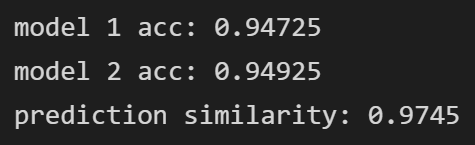 model 1 acc: 0.94725
model 2 acc: 0.94925
prediction similarity: 0.9745